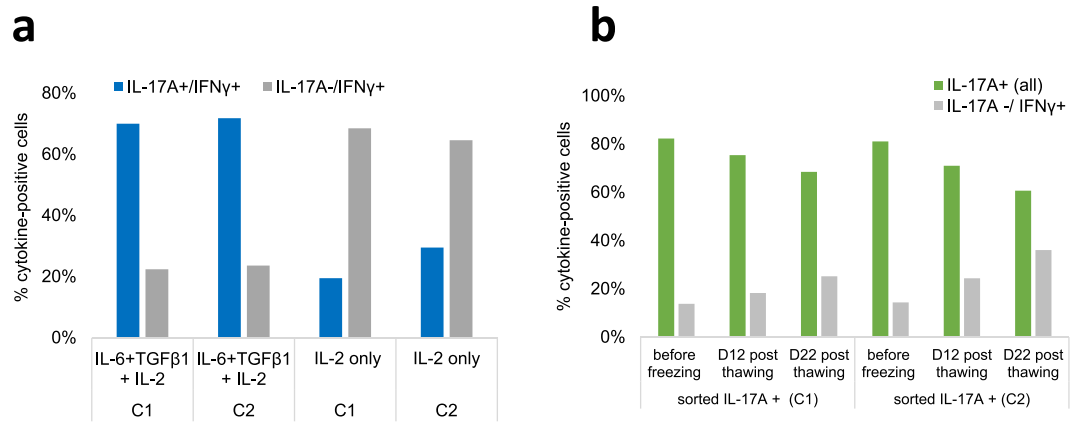 a
IL-17A+/IFNγ+ IL-17A-/IFNγ+
% cytokine-positive cells
80%
60%
40%
20%
0%
IL-6+TGFβ1 + IL-2
IL-6+TGFβ1 + IL-2
IL-2 only
IL-2 only
C1
C2
C1
C2
b
IL-17A+ (all)
IL-17A -/ IFNγ+
% cytokine-positive cells
100%
80%
60%
40%
20%
0%
before freezing
D12 post thawing
D22 post thawing
before freezing
D12 post thawing
D22 post thawing
sorted IL-17A + (C1)
sorted IL-17A + (C2)